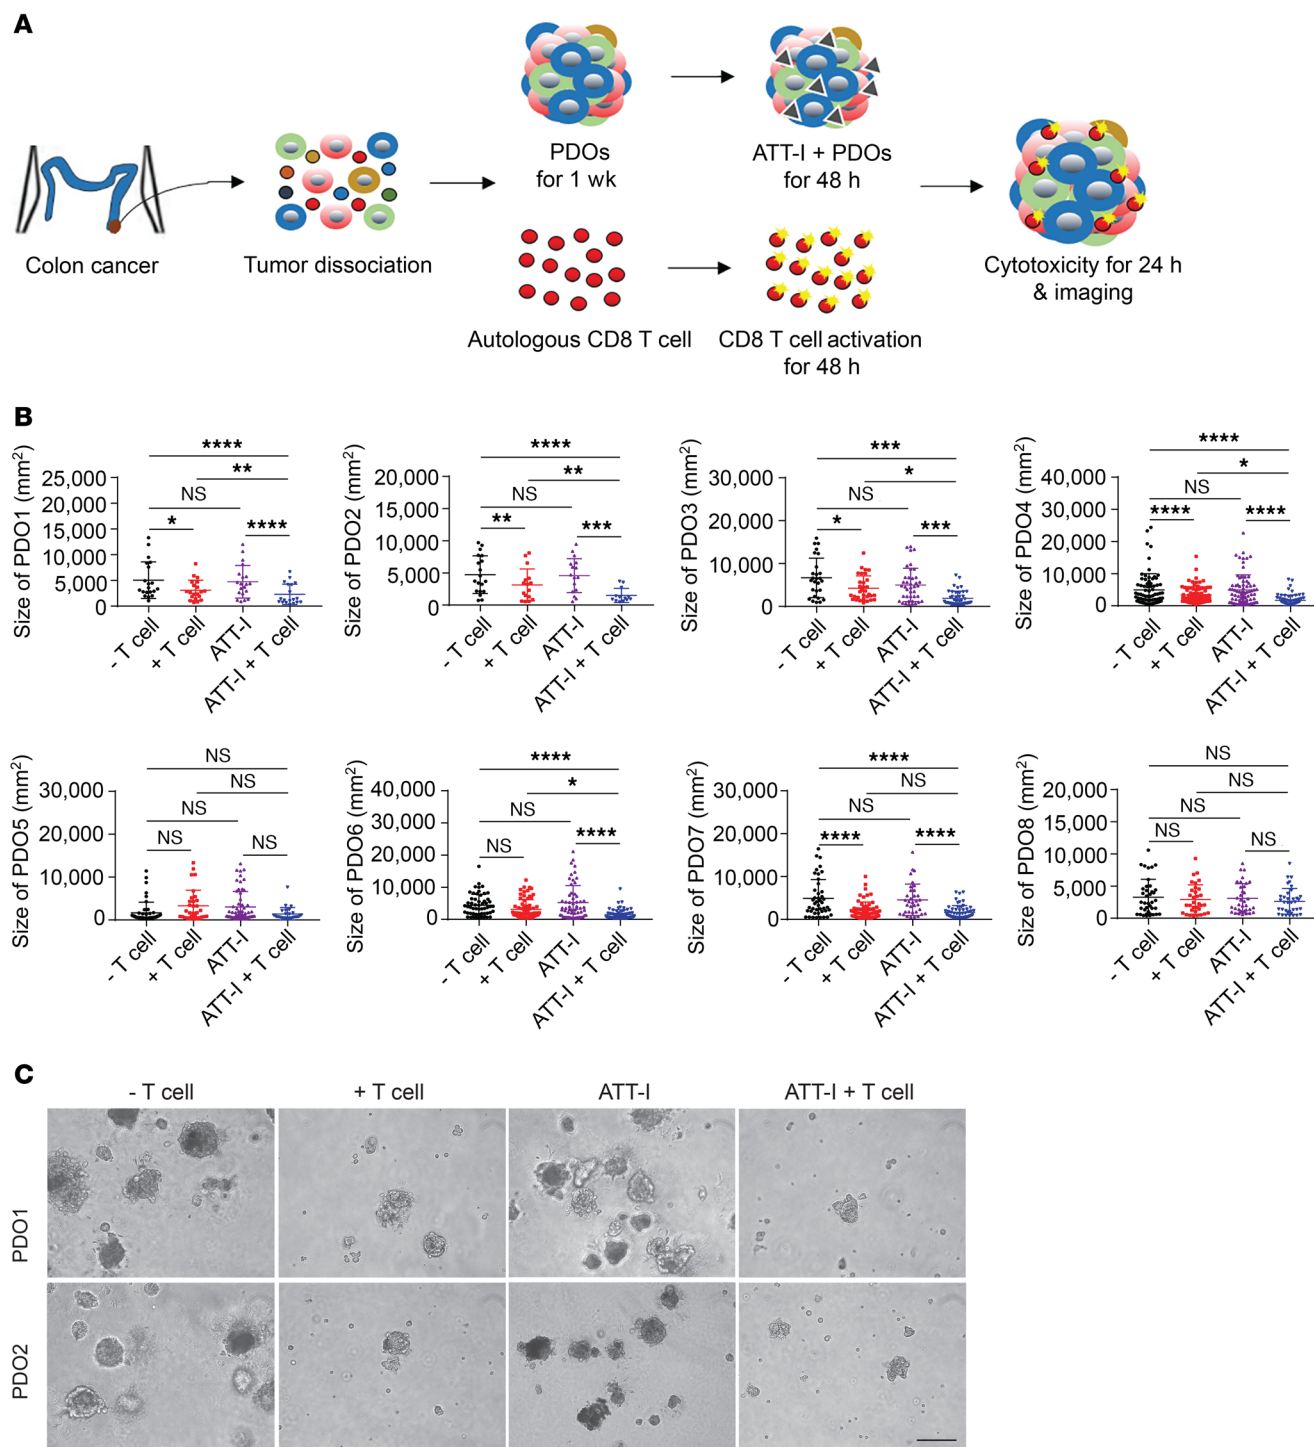 A
Colon cancer
Tumor dissociation
PDOs
for 1 wk
ATT-I + PDOs
for 48 h
Autologous CD8 T cell
CD8 T cell activation
for 48 h
Cytotoxicity for 24 h
& imaging
B
Size of PDO1 (mm²)
25,000
20,000
15,000
10,000
5,000
0
****
**
NS
*
****
- T cell
+ T cell
ATT-I
ATT-I + T cell
Size of PDO2 (mm²)
20,000
15,000
10,000
5,000
0
****
**
NS
**
***
- T cell
+ T cell
ATT-I
ATT-I + T cell
Size of PDO3 (mm²)
30,000
20,000
10,000
0
***
*
NS
*
***
- T cell
+ T cell
ATT-I
ATT-I + T cell
Size of PDO4 (mm²)
40,000
30,000
20,000
10,000
0
****
*
NS
****
****
- T cell
+ T cell
ATT-I
ATT-I + T cell
Size of PDO5 (mm²)
30,000
20,000
10,000
0
NS
NS
NS
NS
NS
- T cell
+ T cell
ATT-I
ATT-I + T cell
Size of PDO6 (mm²)
40,000
30,000
20,000
10,000
0
****
*
NS
NS
****
- T cell
+ T cell
ATT-I
ATT-I + T cell
Size of PDO7 (mm²)
30,000
20,000
10,000
0
****
NS
NS
****
****
- T cell
+ T cell
ATT-I
ATT-I + T cell
Size of PDO8 (mm²)
20,000
15,000
10,000
5,000
0
NS
NS
NS
NS
NS
- T cell
+ T cell
ATT-I
ATT-I + T cell
C
- T cell
+ T cell
ATT-I
ATT-I + T cell
PDO1
PDO2